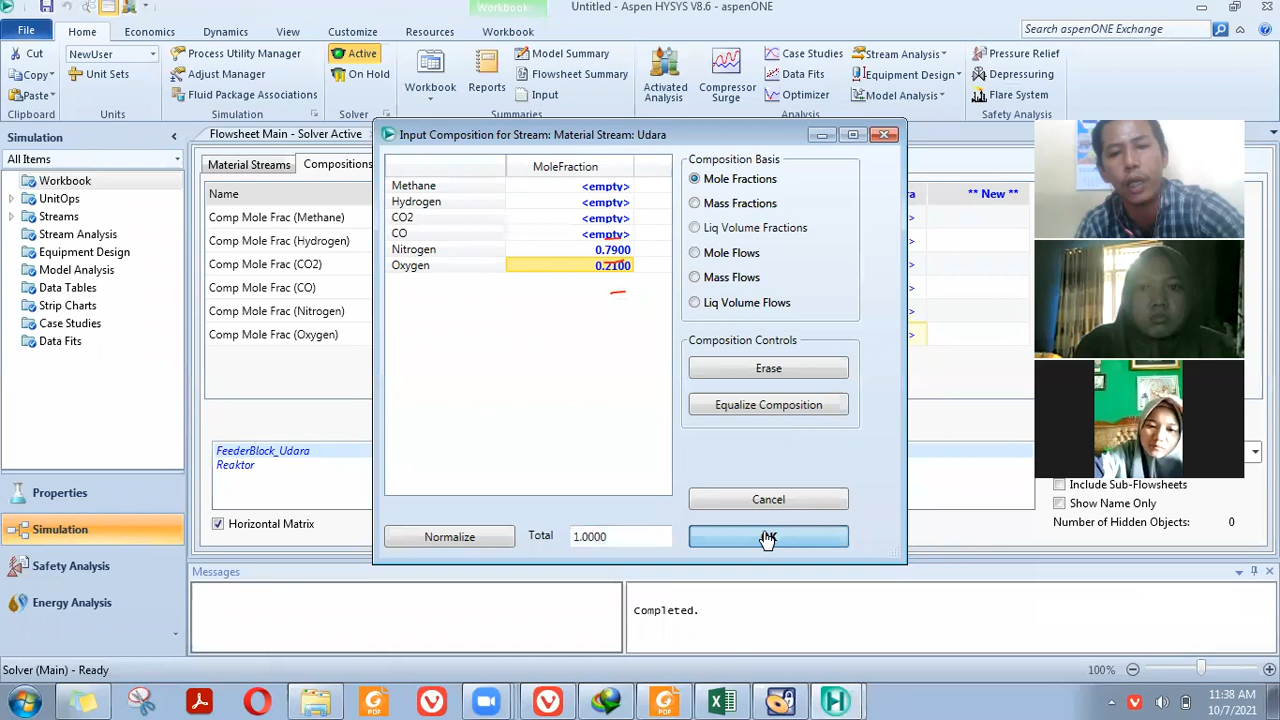 Workbook
Untitled - Aspen HYSYS V8.6 - aspenONE
File
Home
Economics
Dynamics
View
Customize
Resources
Workbook
Search aspenONE Exchange
Cut
Copy
Paste
Clipboard
NewUser
Unit Sets
Units
Process Utility Manager
Adjust Manager
Fluid Package Associations
Simulation
Active
On Hold
Solver
Workbook
Reports
Model Summary
Flowsheet Summary
Input
Summaries
Activated Analysis
Compressor Surge
Case Studies
Data Fits
Optimizer
Stream Analysis
Equipment Design
Model Analysis
Analysis
Pressure Relief
Depressuring
Flare System
Safety Analysis
Simulation
All Items
Workbook
UnitOps
Streams
Stream Analysis
Equipment Design
Model Analysis
Data Tables
Strip Charts
Case Studies
Data Fits
Properties
Simulation
Safety Analysis
Energy Analysis
Flowsheet Main - Solver Active
Material Streams
Compositions
Name
** New **
Comp Mole Frac (Methane)
Comp Mole Frac (Hydrogen)
Comp Mole Frac (CO2)
Comp Mole Frac (CO)
Comp Mole Frac (Nitrogen)
Comp Mole Frac (Oxygen)
FeederBlock_Udara
Reaktor
Horizontal Matrix
Input Composition for Stream: Material Stream: Udara
MoleFraction
Methane <empty>
Hydrogen <empty>
CO2 <empty>
CO <empty>
Nitrogen 0.7900
Oxygen 0.2100
Composition Basis
Mole Fractions
Mass Fractions
Liq Volume Fractions
Mole Flows
Mass Flows
Liq Volume Flows
Composition Controls
Erase
Equalize Composition
Cancel
Normalize
Total 1.0000
Include Sub-Flowsheets
Show Name Only
Number of Hidden Objects: 0
Messages
Completed.
Solver (Main) - Ready
100%
11:38 AM
10/7/2021